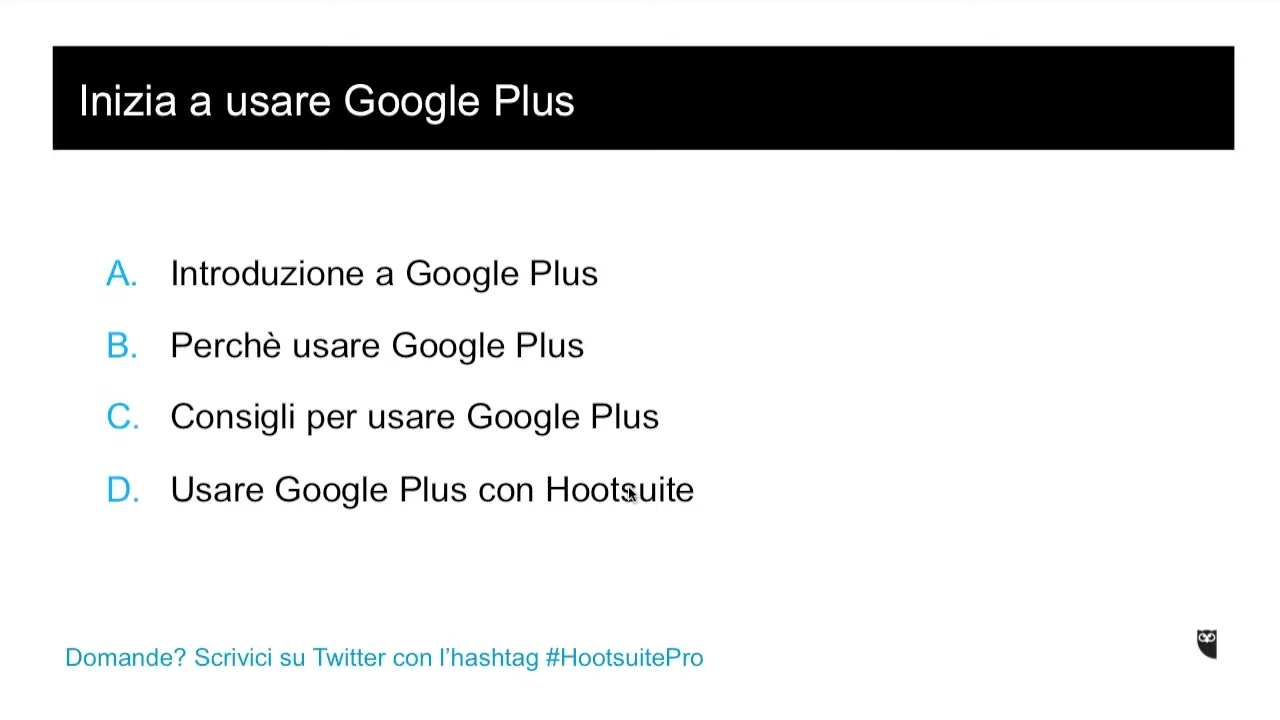 Inizia a usare Google Plus
A. Introduzione a Google Plus
B. Perchè usare Google Plus
C. Consigli per usare Google Plus
D. Usare Google Plus con Hootsuite
Domande? Scrivici su Twitter con l’hashtag #HootsuitePro